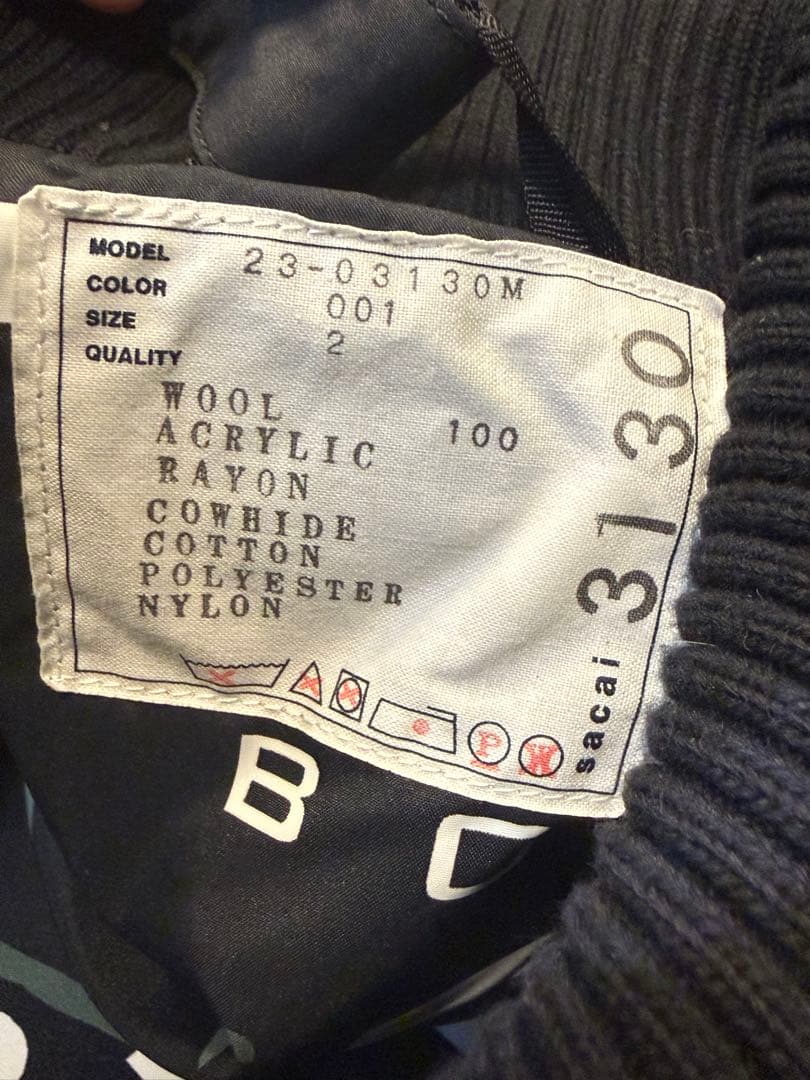 MODEL 23-03130M
COLOR 001
SIZE 2
QUALITY
WOOL
ACRYLIC 100
RAYON
COWHIDE
COTTON
POLYESTER
NYLON
P W
sacai 3130
B